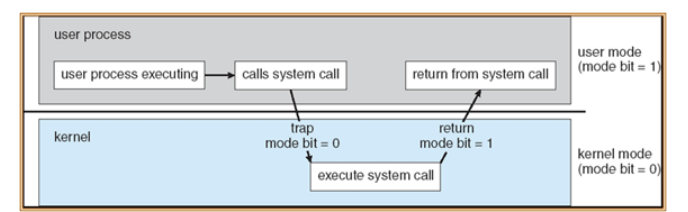 user process
user process executing
calls system call
return from system call
user mode
(mode bit = 1)
trap
mode bit = 0
return
mode bit = 1
kernel
execute system call
kernel mode
(mode bit = 0)